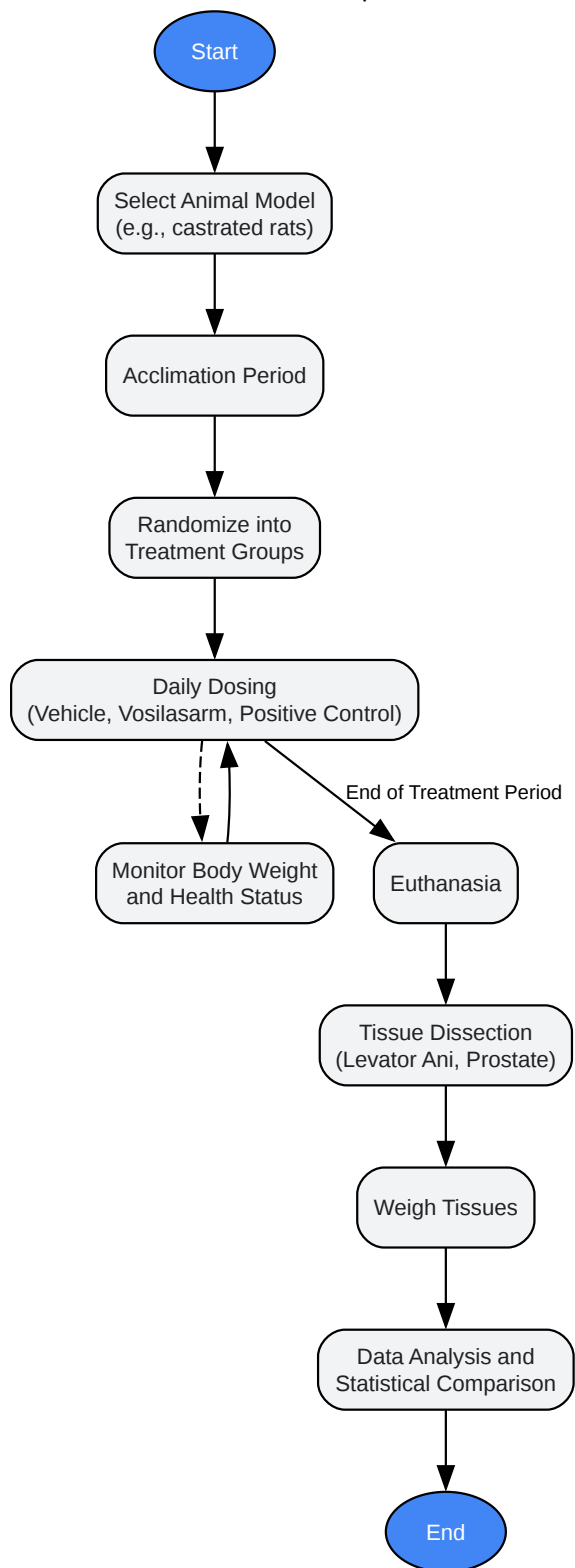 Start
Select Animal Model
(e.g., castrated rats)
Acclimation Period
Randomize into
Treatment Groups
Daily Dosing
(Vehicle, Vosilasarm, Positive Control)
End of Treatment Period
Monitor Body Weight
and Health Status
Euthanasia
Tissue Dissection
(Levator Ani, Prostate)
Weigh Tissues
Data Analysis and
Statistical Comparison
End